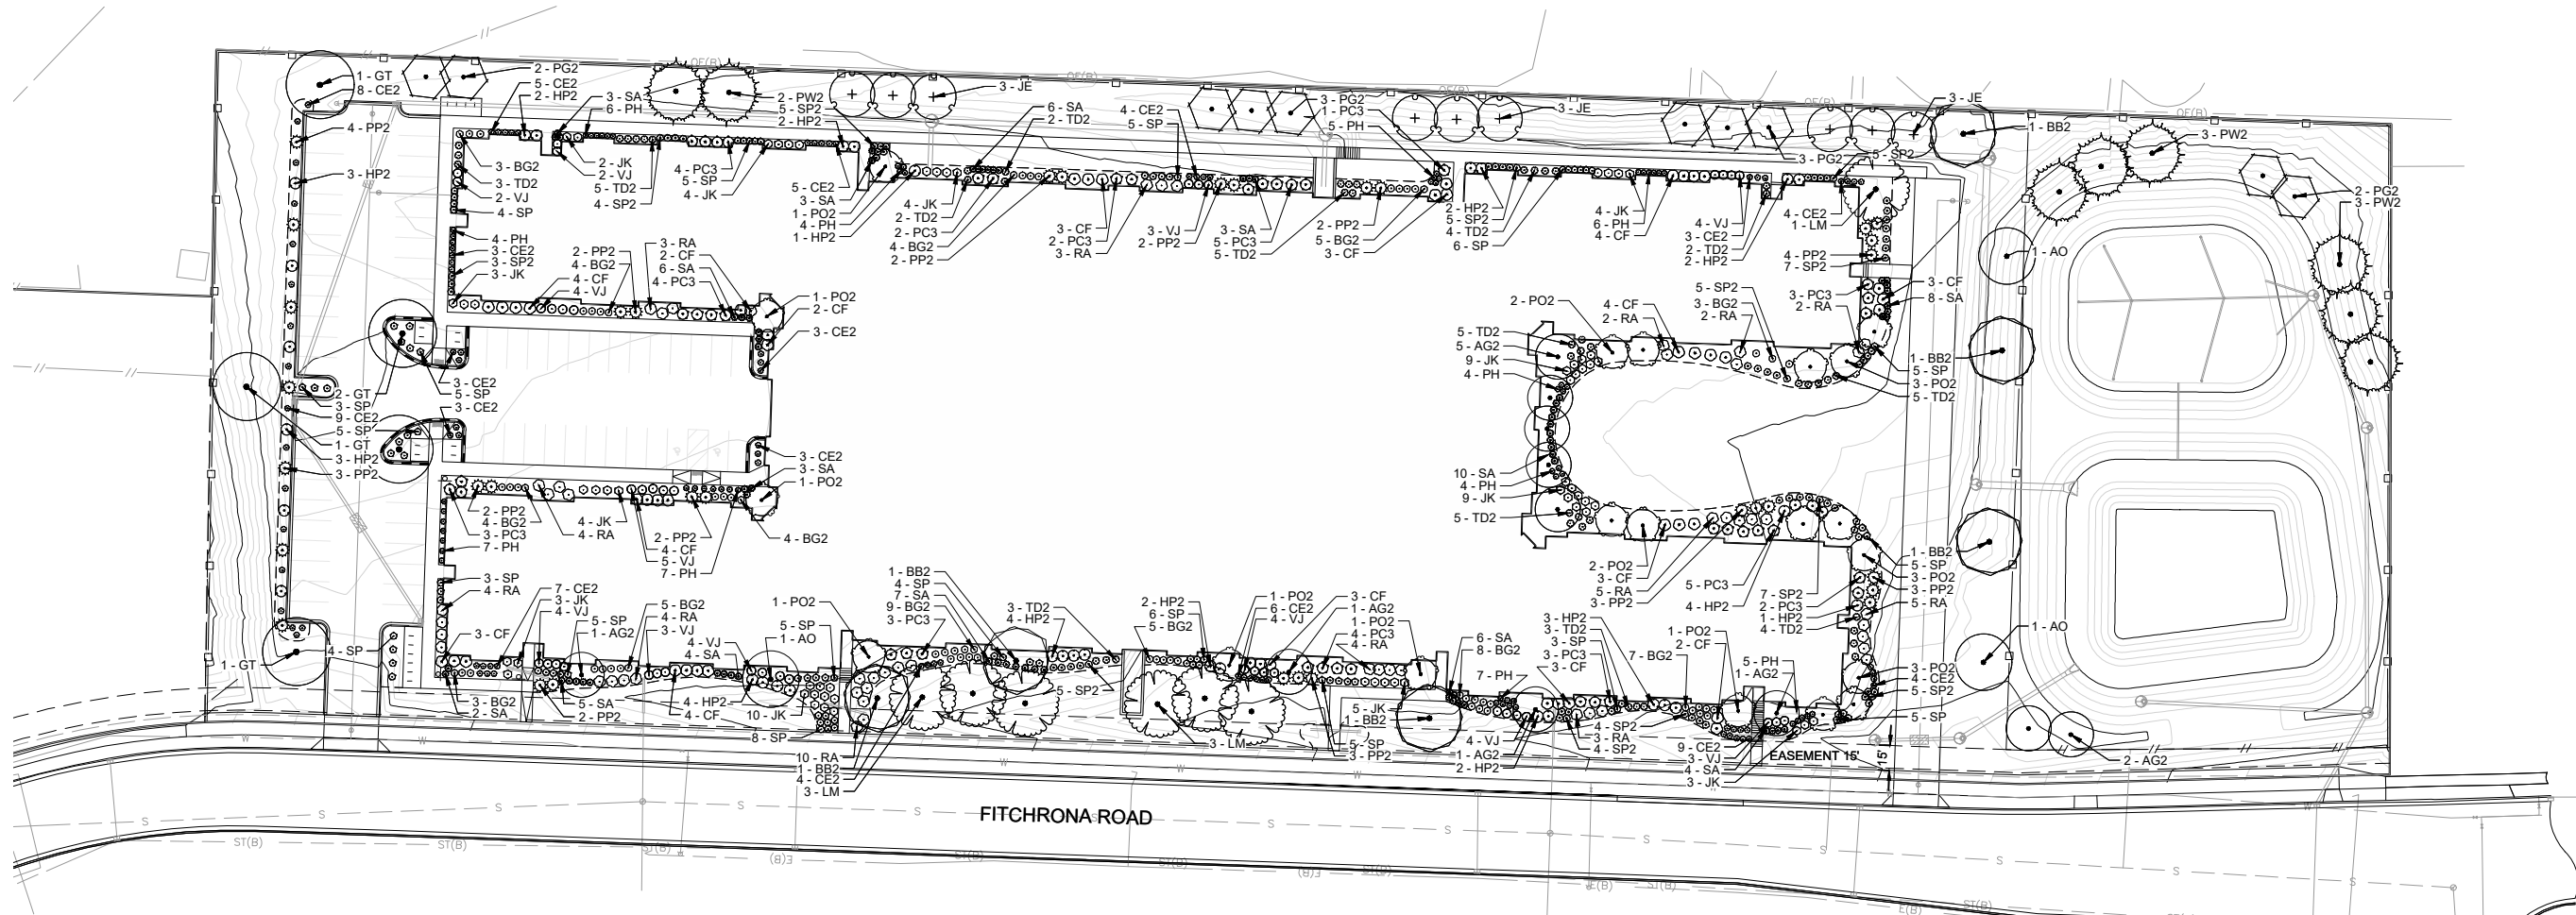 1 - GT
8 - CE2
2 - PG2
5 - CE2
2 - HP2
3 - SA
6 - PH
2 - PW2
5 - SP2
2 - HP2
3 - JE
6 - SA
2 - TD2
4 - CE2
5 - SP
3 - PG2
1 - PC3
5 - PH
3 - JE
3 - JE
1 - BB2
3 - PW2
OE(B)
OE(B)
OE(B)
OE(B)
OE(B)
4 - PP2
3 - HP2
3 - BG2
3 - TD2
2 - VJ
4 - SP
2 - JK
2 - VJ
5 - TD2
4 - SP2
4 - PC3
5 - SP
4 - JK
5 - CE2
3 - SA
1 - PO2
4 - PH
1 - HP2
4 - JK
2 - TD2
2 - PC3
4 - BG2
2 - PP2
3 - CF
2 - PC3
3 - RA
3 - VJ
2 - PP2
3 - SA
5 - PC3
5 - TD2
2 - PP2
5 - BG2
3 - CF
2 - HP2
5 - SP2
4 - TD2
6 - SP
4 - JK
6 - PH
4 - CF
3 - PG2
5 - SP2
4 - VJ
3 - CE2
2 - TD2
2 - HP2
4 - CE2
1 - LM
4 - PP2
7 - SP2
2 - PG2
3 - PW2
1 - AO
4 - PH
3 - CE2
3 - SP2
3 - JK
2 - PP2
4 - BG2
4 - CF
4 - VJ
3 - RA
2 - CF
6 - SA
4 - PC3
1 - PO2
2 - CF
3 - CE2
2 - PO2
4 - CF
2 - RA
5 - SP2
3 - BG2
2 - RA
3 - PC3
2 - RA
3 - CF
8 - SA
5 - TD2
5 - AG2
9 - JK
4 - PH
1 - BB2
5 - SP
3 - PO2
5 - TD2
3 - CE2
5 - SP
3 - CE2
2 - GT
3 - SP
9 - CE2
5 - SP
1 - GT
3 - HP2
3 - PP2
3 - CE2
3 - SA
1 - PO2
10 - SA
4 - PH
9 - JK
5 - TD2
2 - PP2
4 - BG2
3 - PC3
7 - PH
4 - JK
4 - RA
2 - PP2
4 - CF
5 - VJ
7 - PH
4 - BG2
2 - PO2
3 - CF
5 - RA
3 - PP2
5 - PC3
4 - HP2
7 - SP2
2 - PC3
1 - HP2
4 - TD2
1 - BB2
5 - SP
3 - PO2
3 - PP2
5 - RA
3 - SP
4 - RA
7 - CE2
3 - JK
4 - VJ
3 - CF
5 - SP
1 - AG2
5 - BG2
4 - RA
3 - VJ
1 - PO2
5 - SP
1 - AO
4 - VJ
4 - SA
1 - BB2
4 - SP
7 - SA
9 - BG2
3 - PC3
3 - TD2
4 - HP2
2 - HP2
6 - SP
5 - BG2
1 - PO2
6 - CE2
4 - VJ
3 - CF
1 - AG2
1 - PO2
4 - PC3
4 - RA
6 - SA
8 - BG2
3 - HP2
3 - TD2
3 - SP
3 - PC3
3 - CF
7 - BG2
1 - PO2
2 - CF
5 - PH
1 - AG2
1 - AO
3 - PO2
4 - CE2
5 - SP2
5 - SP
1 - GT
4 - SP
3 - BG2
2 - SA
5 - SA
2 - PP2
4 - HP2
4 - CF
10 - JK
8 - SP
10 - RA
1 - BB2
4 - CE2
3 - LM
5 - SP2
3 - LM
5 - JK
1 - BB2
5 - SP
3 - PP2
7 - PH
4 - VJ
1 - AG2
2 - HP2
4 - SP2
3 - RA
4 - SP2
9 - CE2
3 - VJ
4 - SA
3 - JK
EASEMENT 15'
15'
2 - AG2
FITCHRONA ROAD
W
W
W
W
W
S
S
S
S
S
S
S
S
S
ST(B)
ST(B)
ST(B)
E(B)
ST(B)
ST(B)
E(B)
ST(B)
E(B)
ST(B)
E(B)
ST(B)